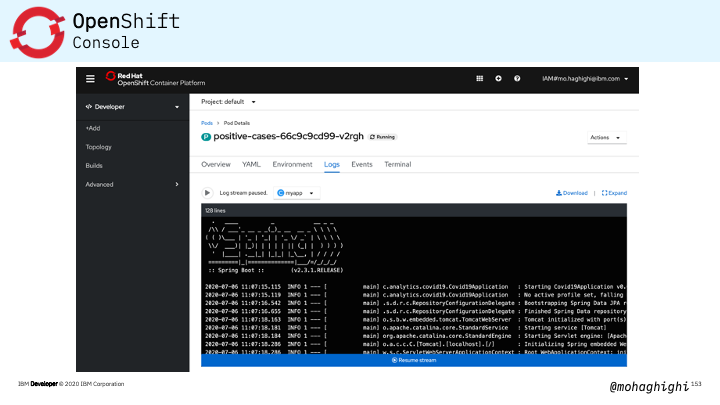 OpenShift
Console
Red Hat
OpenShift Container Platform
IAM#mo.haghighi@ibm.com
</> Developer
+Add
Topology
Builds
Advanced
Project: default
Pods > Pod Details
P positive-cases-66c9c9cd99-v2rgh Running
Actions
Overview YAML Environment Logs Events Terminal
Log stream paused. C myapp Download | Expand
128 lines
:: Spring Boot :: (v2.3.1.RELEASE)
2020-07-06 11:07:15.115 INFO 1 --- [ main] c.analytics.covid19.Covid19Application : Starting Covid19Application v0.
2020-07-06 11:07:15.119 INFO 1 --- [ main] c.analytics.covid19.Covid19Application : No active profile set, falling
2020-07-06 11:07:16.542 INFO 1 --- [ main] .s.d.r.c.RepositoryConfigurationDelegate : Bootstrapping Spring Data JPA r
2020-07-06 11:07:16.655 INFO 1 --- [ main] .s.d.r.c.RepositoryConfigurationDelegate : Finished Spring Data repository
2020-07-06 11:07:18.163 INFO 1 --- [ main] o.s.b.w.embedded.tomcat.TomcatWebServer : Tomcat initialized with port(s)
2020-07-06 11:07:18.181 INFO 1 --- [ main] o.apache.catalina.core.StandardService : Starting service [Tomcat]
2020-07-06 11:07:18.184 INFO 1 --- [ main] org.apache.catalina.core.StandardEngine : Starting Servlet engine: [Apach
2020-07-06 11:07:18.286 INFO 1 --- [ main] o.a.c.c.C.[Tomcat].[localhost].[/] : Initializing Spring embedded We
2020-07-06 11:07:18.286 INFO 1 --- [ main] w.s.c.ServletWebServerApplicationContext : Root WebApplicationContext: ini
Resume stream
IBM Developer © 2020 IBM Corporation
@mohaghighi 153